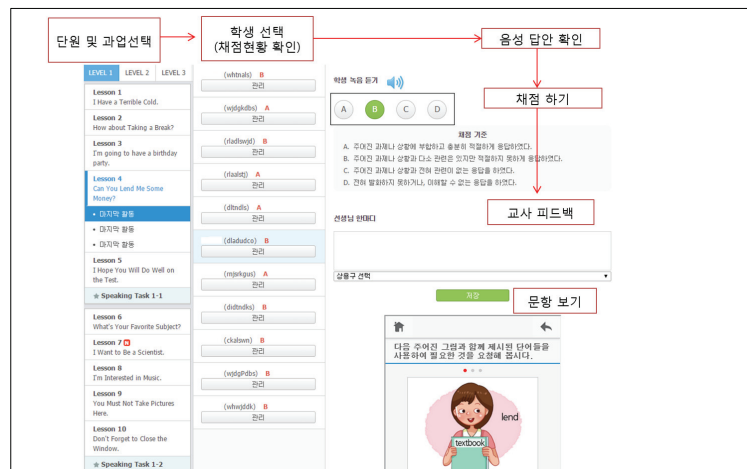 단원 및 과업선택
학생 선택
(채점현황 확인)
음성 답안 확인
채점 하기
교사 피드백
문항 보기
LEVEL 1 LEVEL 2 LEVEL 3
Lesson 1
I Have a Terrible Cold.
Lesson 2
How about Taking a Break?
Lesson 3
I'm going to have a birthday
party.
Lesson 4
Can You Lend Me Some
Money?
• 마지막 활동
• 마지막 활동
• 마지막 활동
Lesson 5
I Hope You Will Do Well on
the Test.
★ Speaking Task 1-1
Lesson 6
What's Your Favorite Subject?
Lesson 7 N
I Want to Be a Scientist.
Lesson 8
I'm Interested in Music.
Lesson 9
You Must Not Take Pictures
Here.
Lesson 10
Don't Forget to Close the
Window.
★ Speaking Task 1-2
(whtnals) B
관리
(wjdgkdbs) A
관리
(rladlswjd) B
관리
(rlaalstj) A
관리
(dltndls) A
관리
(dladudco) B
관리
(mjsrkgus) A
관리
(didtndks) B
관리
(ckalswn) B
관리
(wjdgPdbs) B
관리
(whwjddk) B
관리
학생 녹음 듣기
A B C D
채점 기준
A. 주어진 과제나 상황에 부합하고 충분히 적절하게 응답하였다.
B. 주어진 과제나 상황과 다소 관련은 있지만 적절하지 못하게 응답하였다.
C. 주어진 과제나 상황과 전혀 관련이 없는 응답을 하였다.
D. 전혀 발화하지 못하거나, 이해할 수 없는 응답을 하였다.
선생님 한마디
상용구 선택
저장
다음 주어진 그림과 함께 제시된 단어들을
사용하여 필요한 것을 요청해 봅시다.
lend
textbook